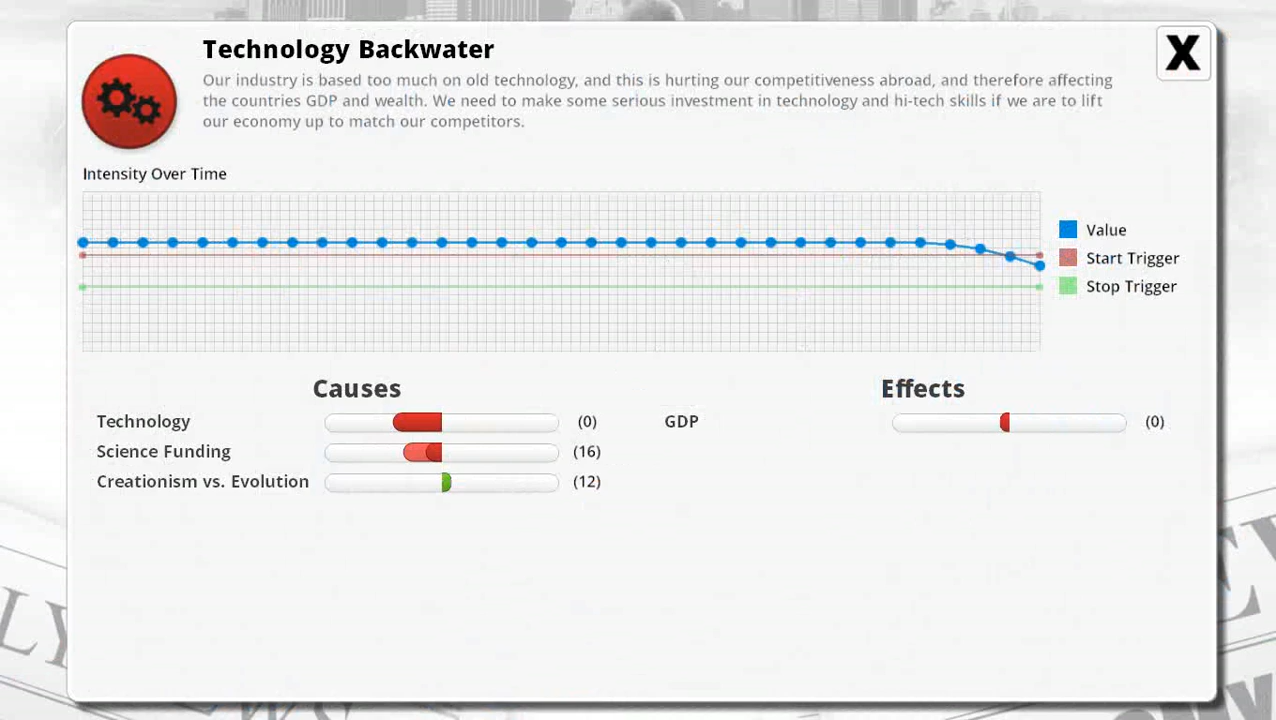 Technology Backwater
X
Our industry is based too much on old technology, and this is hurting our competitiveness abroad, and therefore affecting
the countries GDP and wealth. We need to make some serious investment in technology and hi-tech skills if we are to lift
our economy up to match our competitors.
Intensity Over Time
Value
Start Trigger
Stop Trigger
Causes
Effects
Technology (0)
GDP (0)
Science Funding (16)
Creationism vs. Evolution (12)